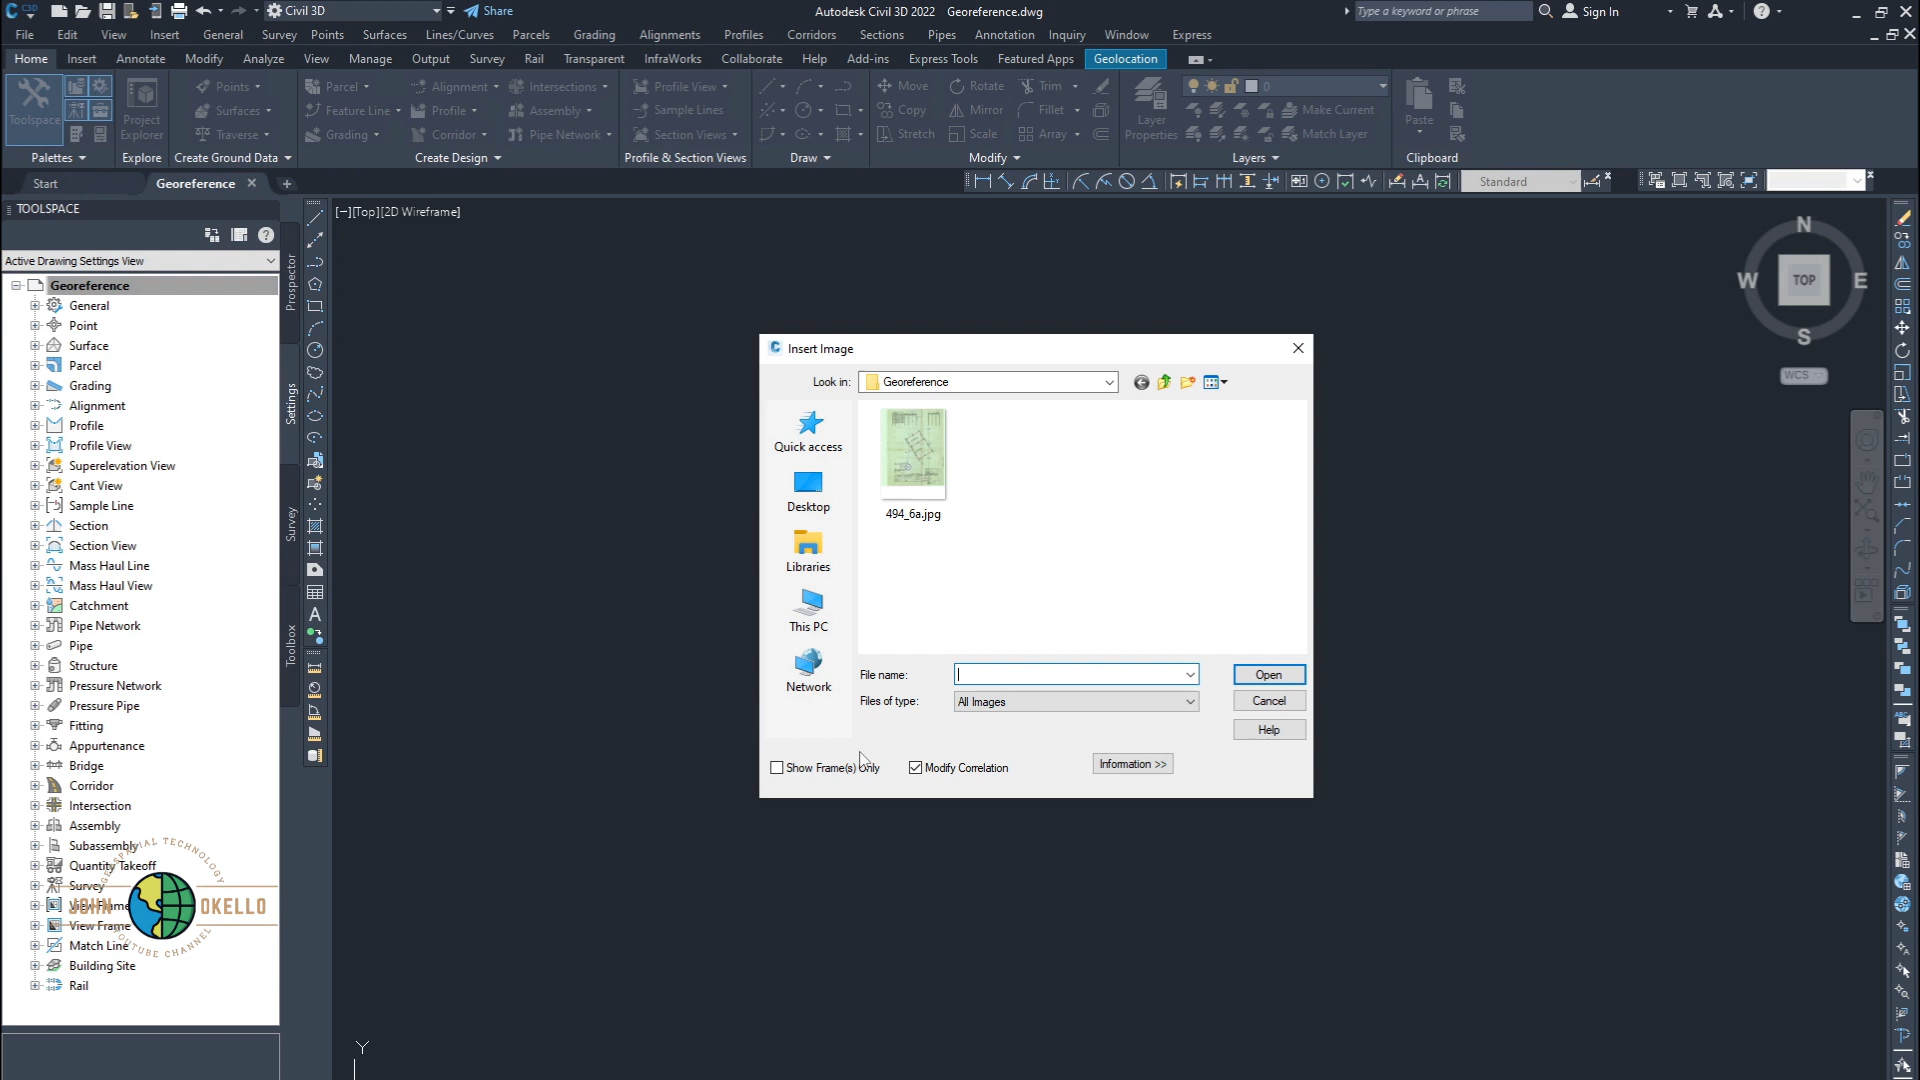 Civil 3D
Share
Autodesk Civil 3D 2022 Georeference.dwg
Type a keyword or phrase
Sign In
File Edit View Insert General Survey Points Surfaces Lines/Curves Parcels Grading Alignments Profiles Corridors Sections Pipes Annotation Inquiry Window Express
Home Insert Annotate Modify Analyze View Manage Output Survey Rail Transparent InfraWorks Collaborate Help Add-ins Express Tools Featured Apps Geolocation
Points Parcel Alignment Intersections Profile View Move Rotate Trim 0
Toolspace Project Explorer Surfaces Feature Line Profile Assembly Sample Lines Copy Mirror Fillet Layer Properties Make Current Paste
Traverse Grading Corridor Pipe Network Section Views Stretch Scale Array Match Layer
Palettes Explore Create Ground Data Create Design Profile & Section Views Draw Modify Layers Clipboard
Start Georeference
Standard
TOOLSPACE
[−][Top][2D Wireframe]
Active Drawing Settings View
Georeference
General
Point
Surface
Parcel
Grading
Alignment
Profile
Profile View
Superelevation View
Cant View
Sample Line
Section
Section View
Mass Haul Line
Mass Haul View
Catchment
Pipe Network
Pipe
Structure
Pressure Network
Pressure Pipe
Fitting
Appurtenance
Bridge
Corridor
Intersection
Assembly
Subassembly
Quantity Takeoff
Survey
View Frame
View Frame
Match Line
Building Site
Rail
Prospector
Settings
Survey
Toolbox
GEOSPATIAL TECHNOLOGY
JOHN OKELLO
YOUTUBE CHANNEL
Insert Image
Look in: Georeference
Quick access
Desktop
Libraries
This PC
Network
494_6a.jpg
File name:
Open
Files of type: All Images
Cancel
Help
Show Frame(s) Only
Modify Correlation
Information >>
N
W TOP E
S
WCS
Y